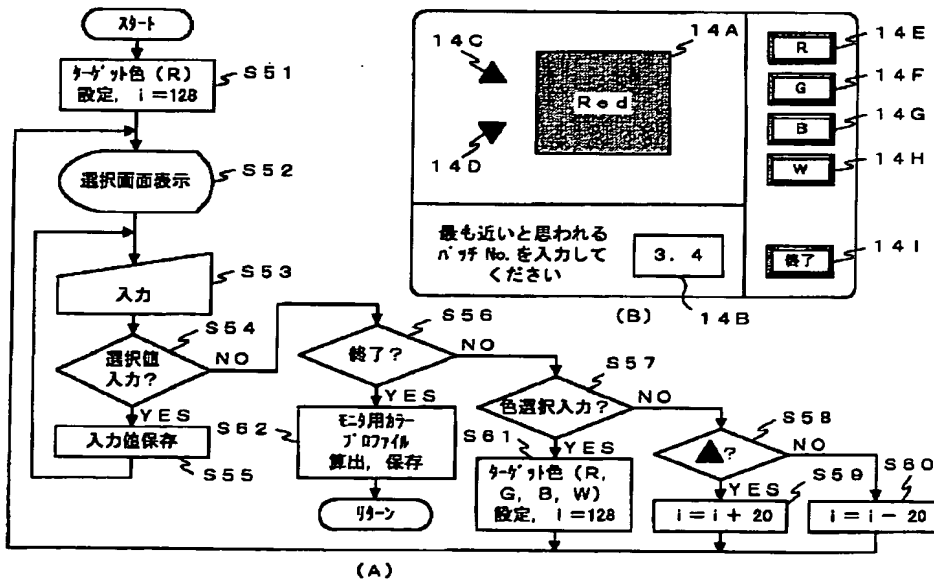 スタート
ターゲット色(R)
設定, i=128
S51
選択画面表示
S52
S53
入力
S54
選択値
入力?
NO
YES
入力値保存
S55
S56
終了?
NO
YES
S62
モニタ用カラー
プロファイル
算出, 保存
リターン
S57
色選択入力?
NO
YES
S61
ターゲット色(R,
G, B, W)
設定, i=128
S58
▲?
NO
YES
S59
i=i+20
S60
i=i-20
(A)
14C
14D
14A
Red
R
14E
G
14F
B
14G
W
14H
終了
14I
最も近いと思われる
パッチNo.を入力して
ください
3.4
14B
(B)